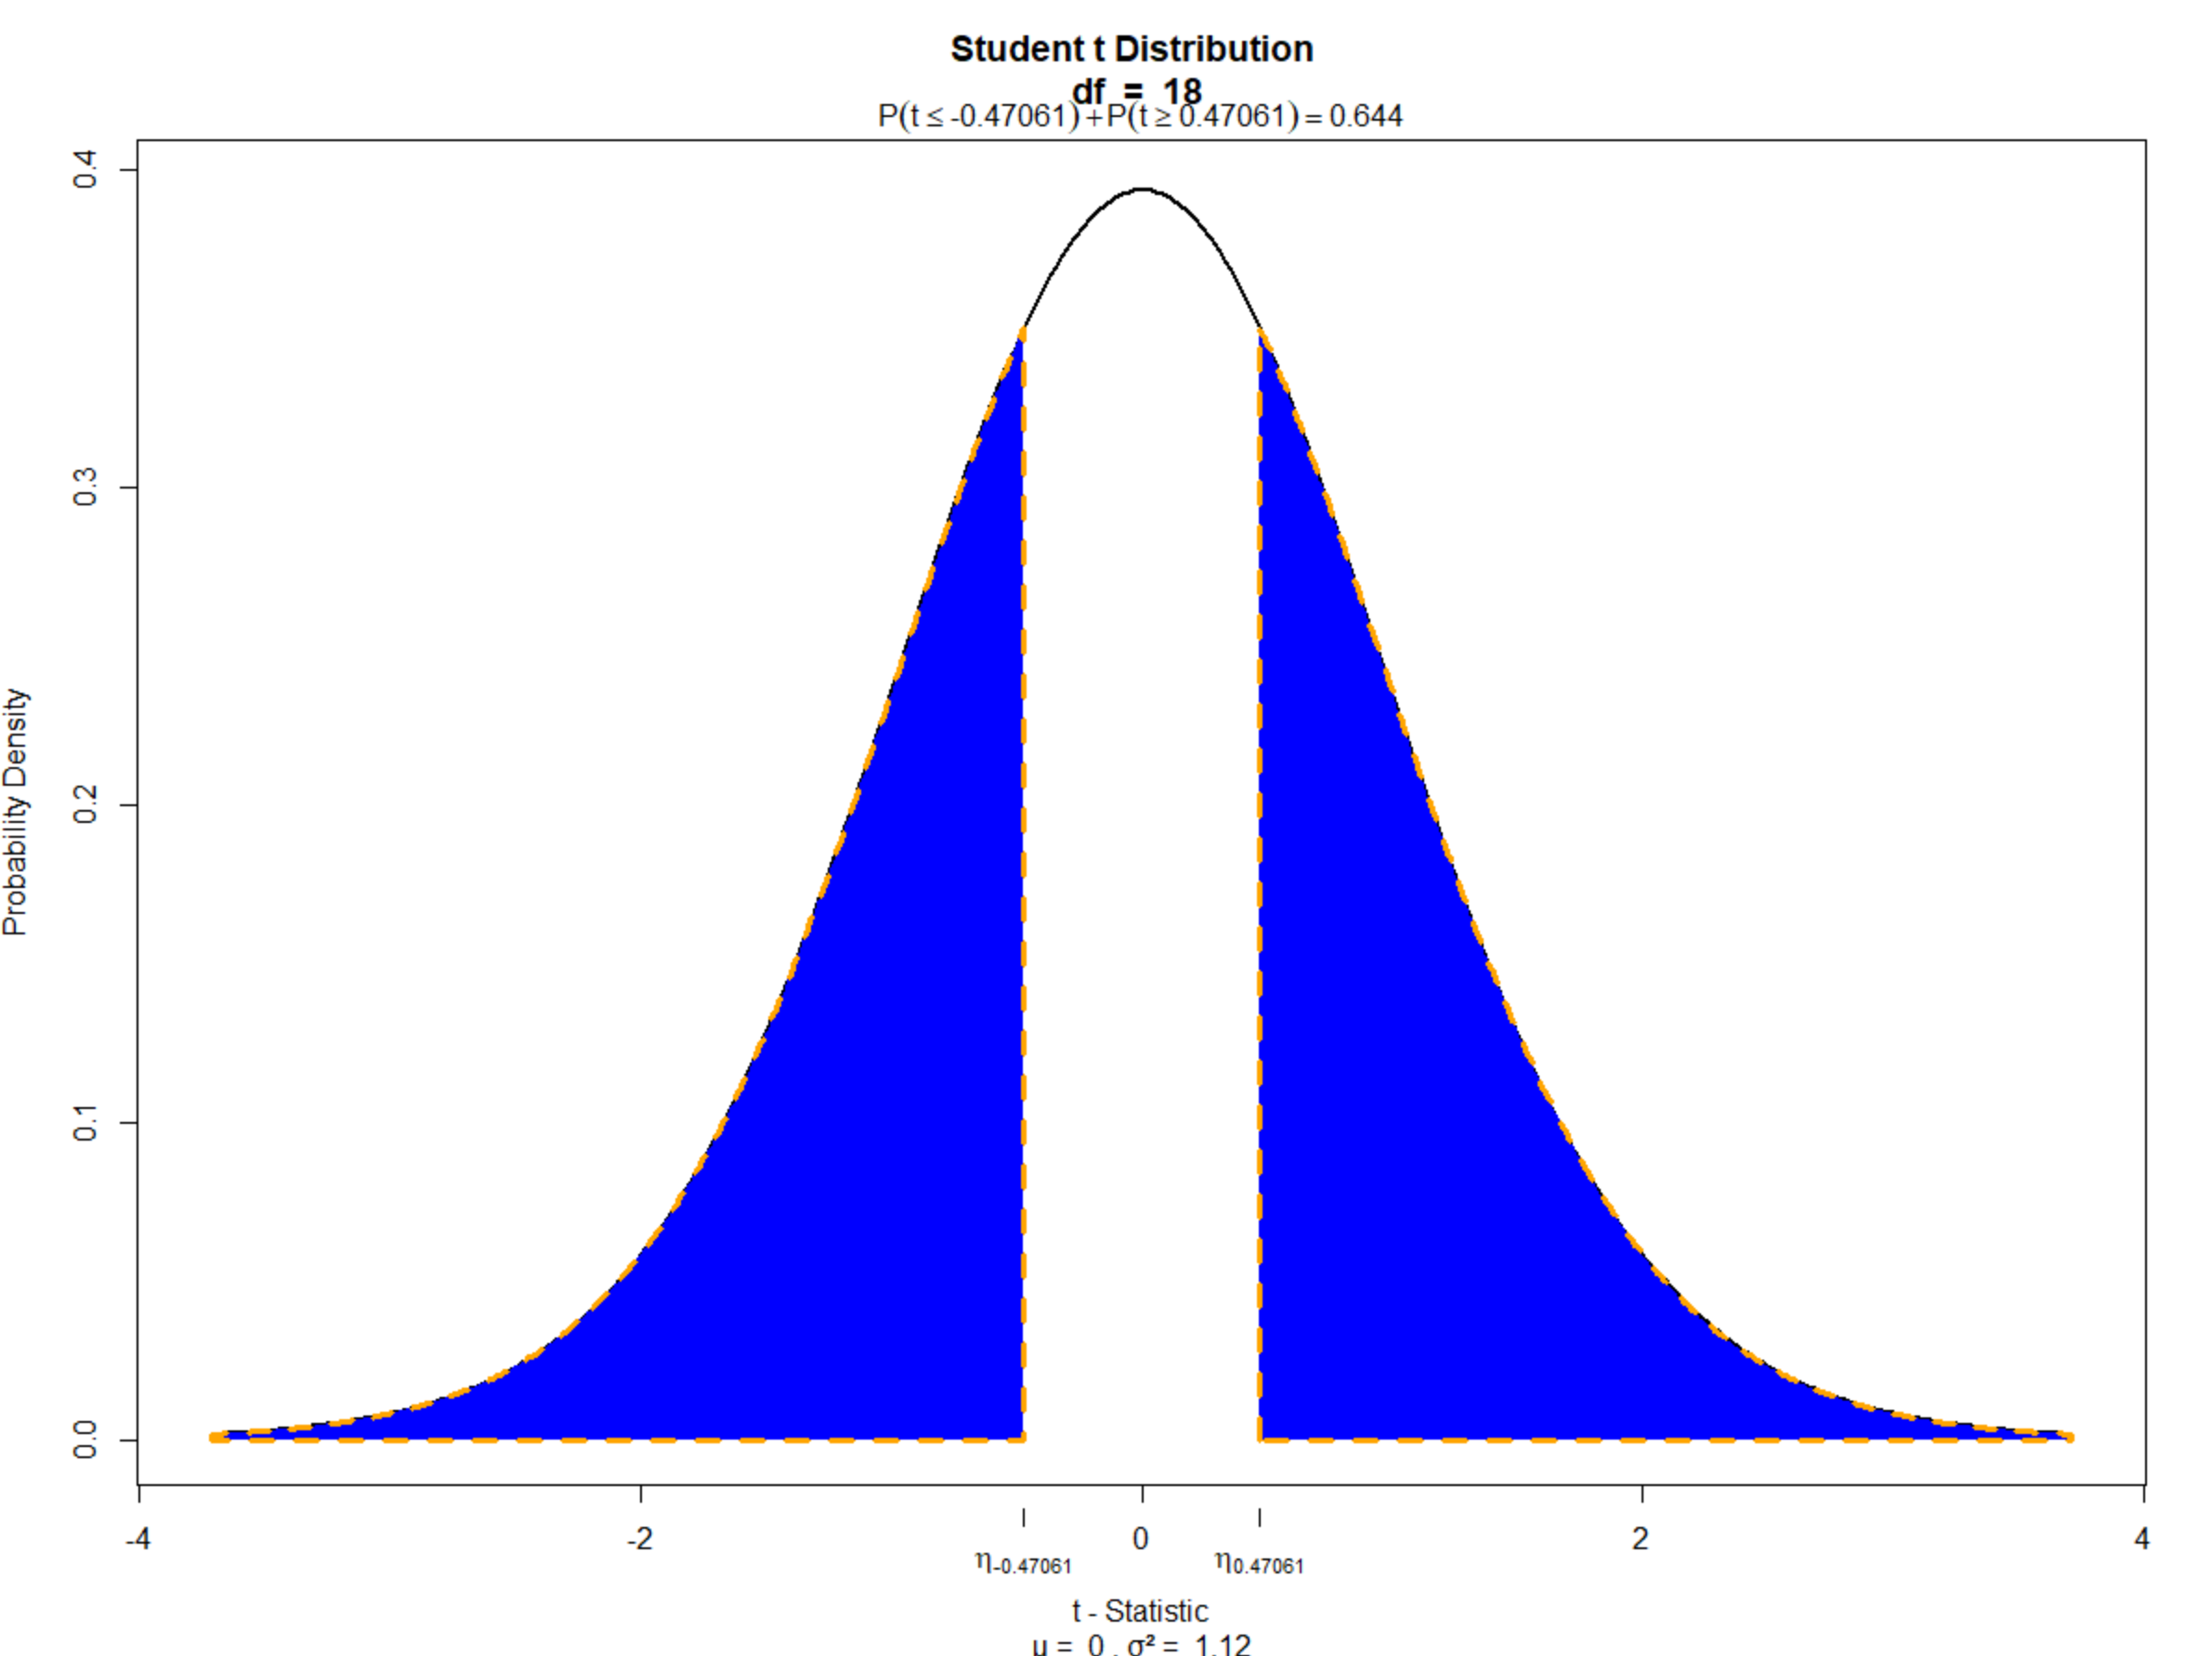 Student t Distribution
df = 18
P(t ≤ -0.47061) + P(t ≥ 0.47061) = 0.644
Probability Density
0.4
0.3
0.2
0.1
0.0
-4
-2
0
2
4
η-0.47061
η0.47061
t - Statistic
μ = 0 , σ² = 1.12